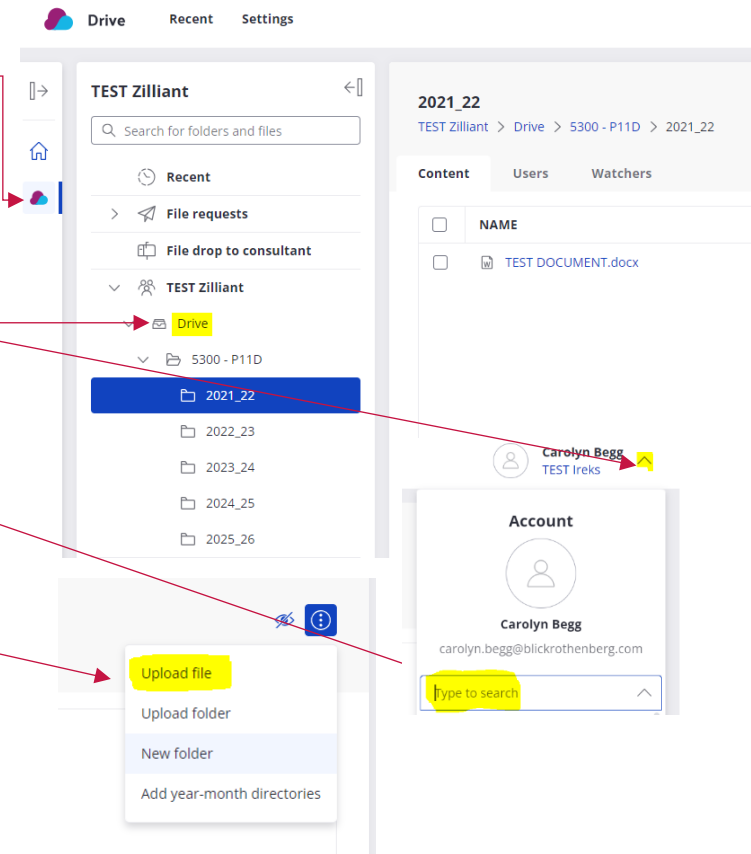 Drive Recent Settings
TEST Zilliant
Search for folders and files
Recent
File requests
File drop to consultant
TEST Zilliant
Drive
5300 - P11D
2021_22
2022_23
2023_24
2024_25
2025_26
2021_22
TEST Zilliant > Drive > 5300 - P11D > 2021_22
Content Users Watchers
NAME
W TEST DOCUMENT.docx
Carolyn Begg
TEST Ireks
Account
Carolyn Begg
carolyn.begg@blickrothenberg.com
Type to search
Upload file
Upload folder
New folder
Add year-month directories